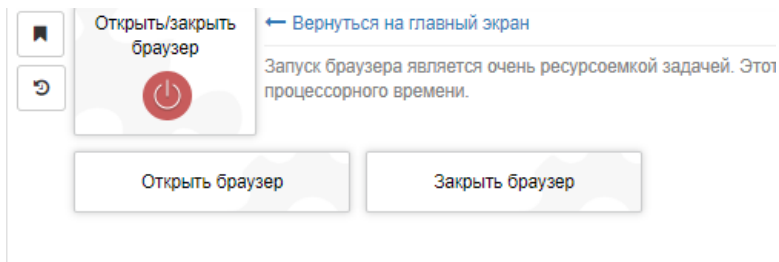 Открыть/закрыть
браузер
← Вернуться на главный экран
Запуск браузера является очень ресурсоемкой задачей. Этот
процессорного времени.
Открыть браузер
Закрыть браузер